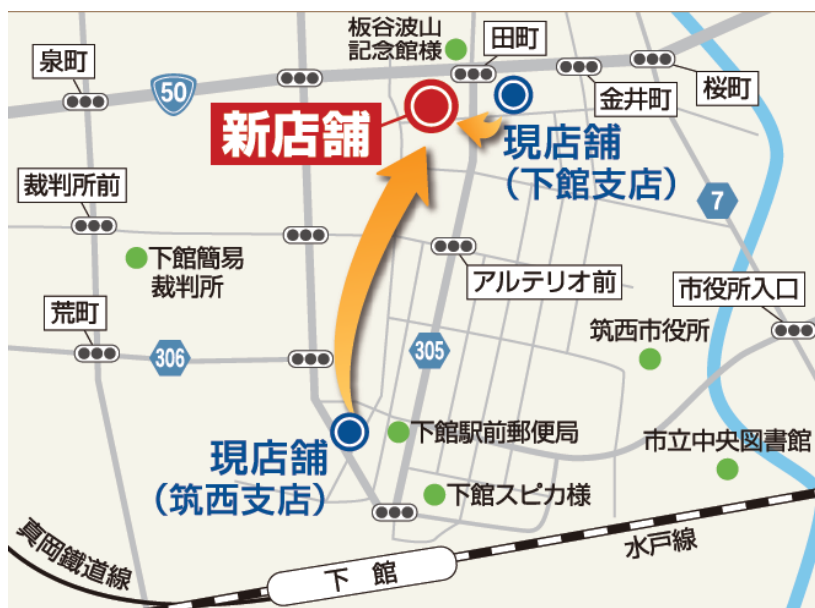 板谷波山
記念館様
田町
泉町
50
金井町
桜町
新店舗
現店舗
（下館支店）
裁判所前
7
下館簡易
裁判所
アルテリオ前
市役所入口
荒町
306
305
筑西市役所
下館駅前郵便局
現店舗
（筑西支店）
市立中央図書館
下館スピカ様
真岡鐵道線
下館
水戸線